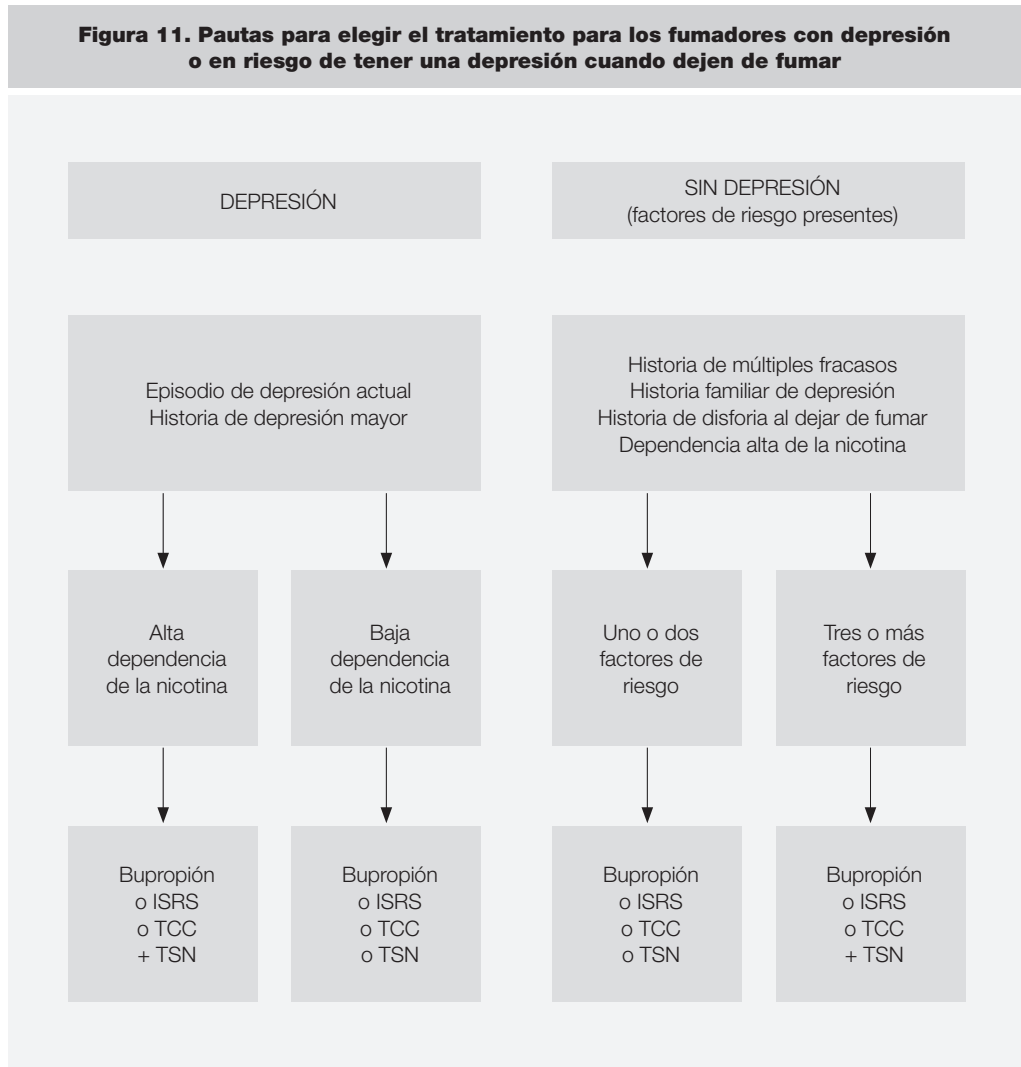 Figura 11. Pautas para elegir el tratamiento para los fumadores con depresión
o en riesgo de tener una depresión cuando dejen de fumar
DEPRESIÓN
SIN DEPRESIÓN
(factores de riesgo presentes)
Episodio de depresión actual
Historia de depresión mayor
Historia de múltiples fracasos
Historia familiar de depresión
Historia de disforia al dejar de fumar
Dependencia alta de la nicotina
Alta
dependencia
de la nicotina
Baja
dependencia
de la nicotina
Uno o dos
factores de
riesgo
Tres o más
factores de
riesgo
Bupropión
o ISRS
o TCC
+ TSN
Bupropión
o ISRS
o TCC
o TSN
Bupropión
o ISRS
o TCC
o TSN
Bupropión
o ISRS
o TCC
+ TSN